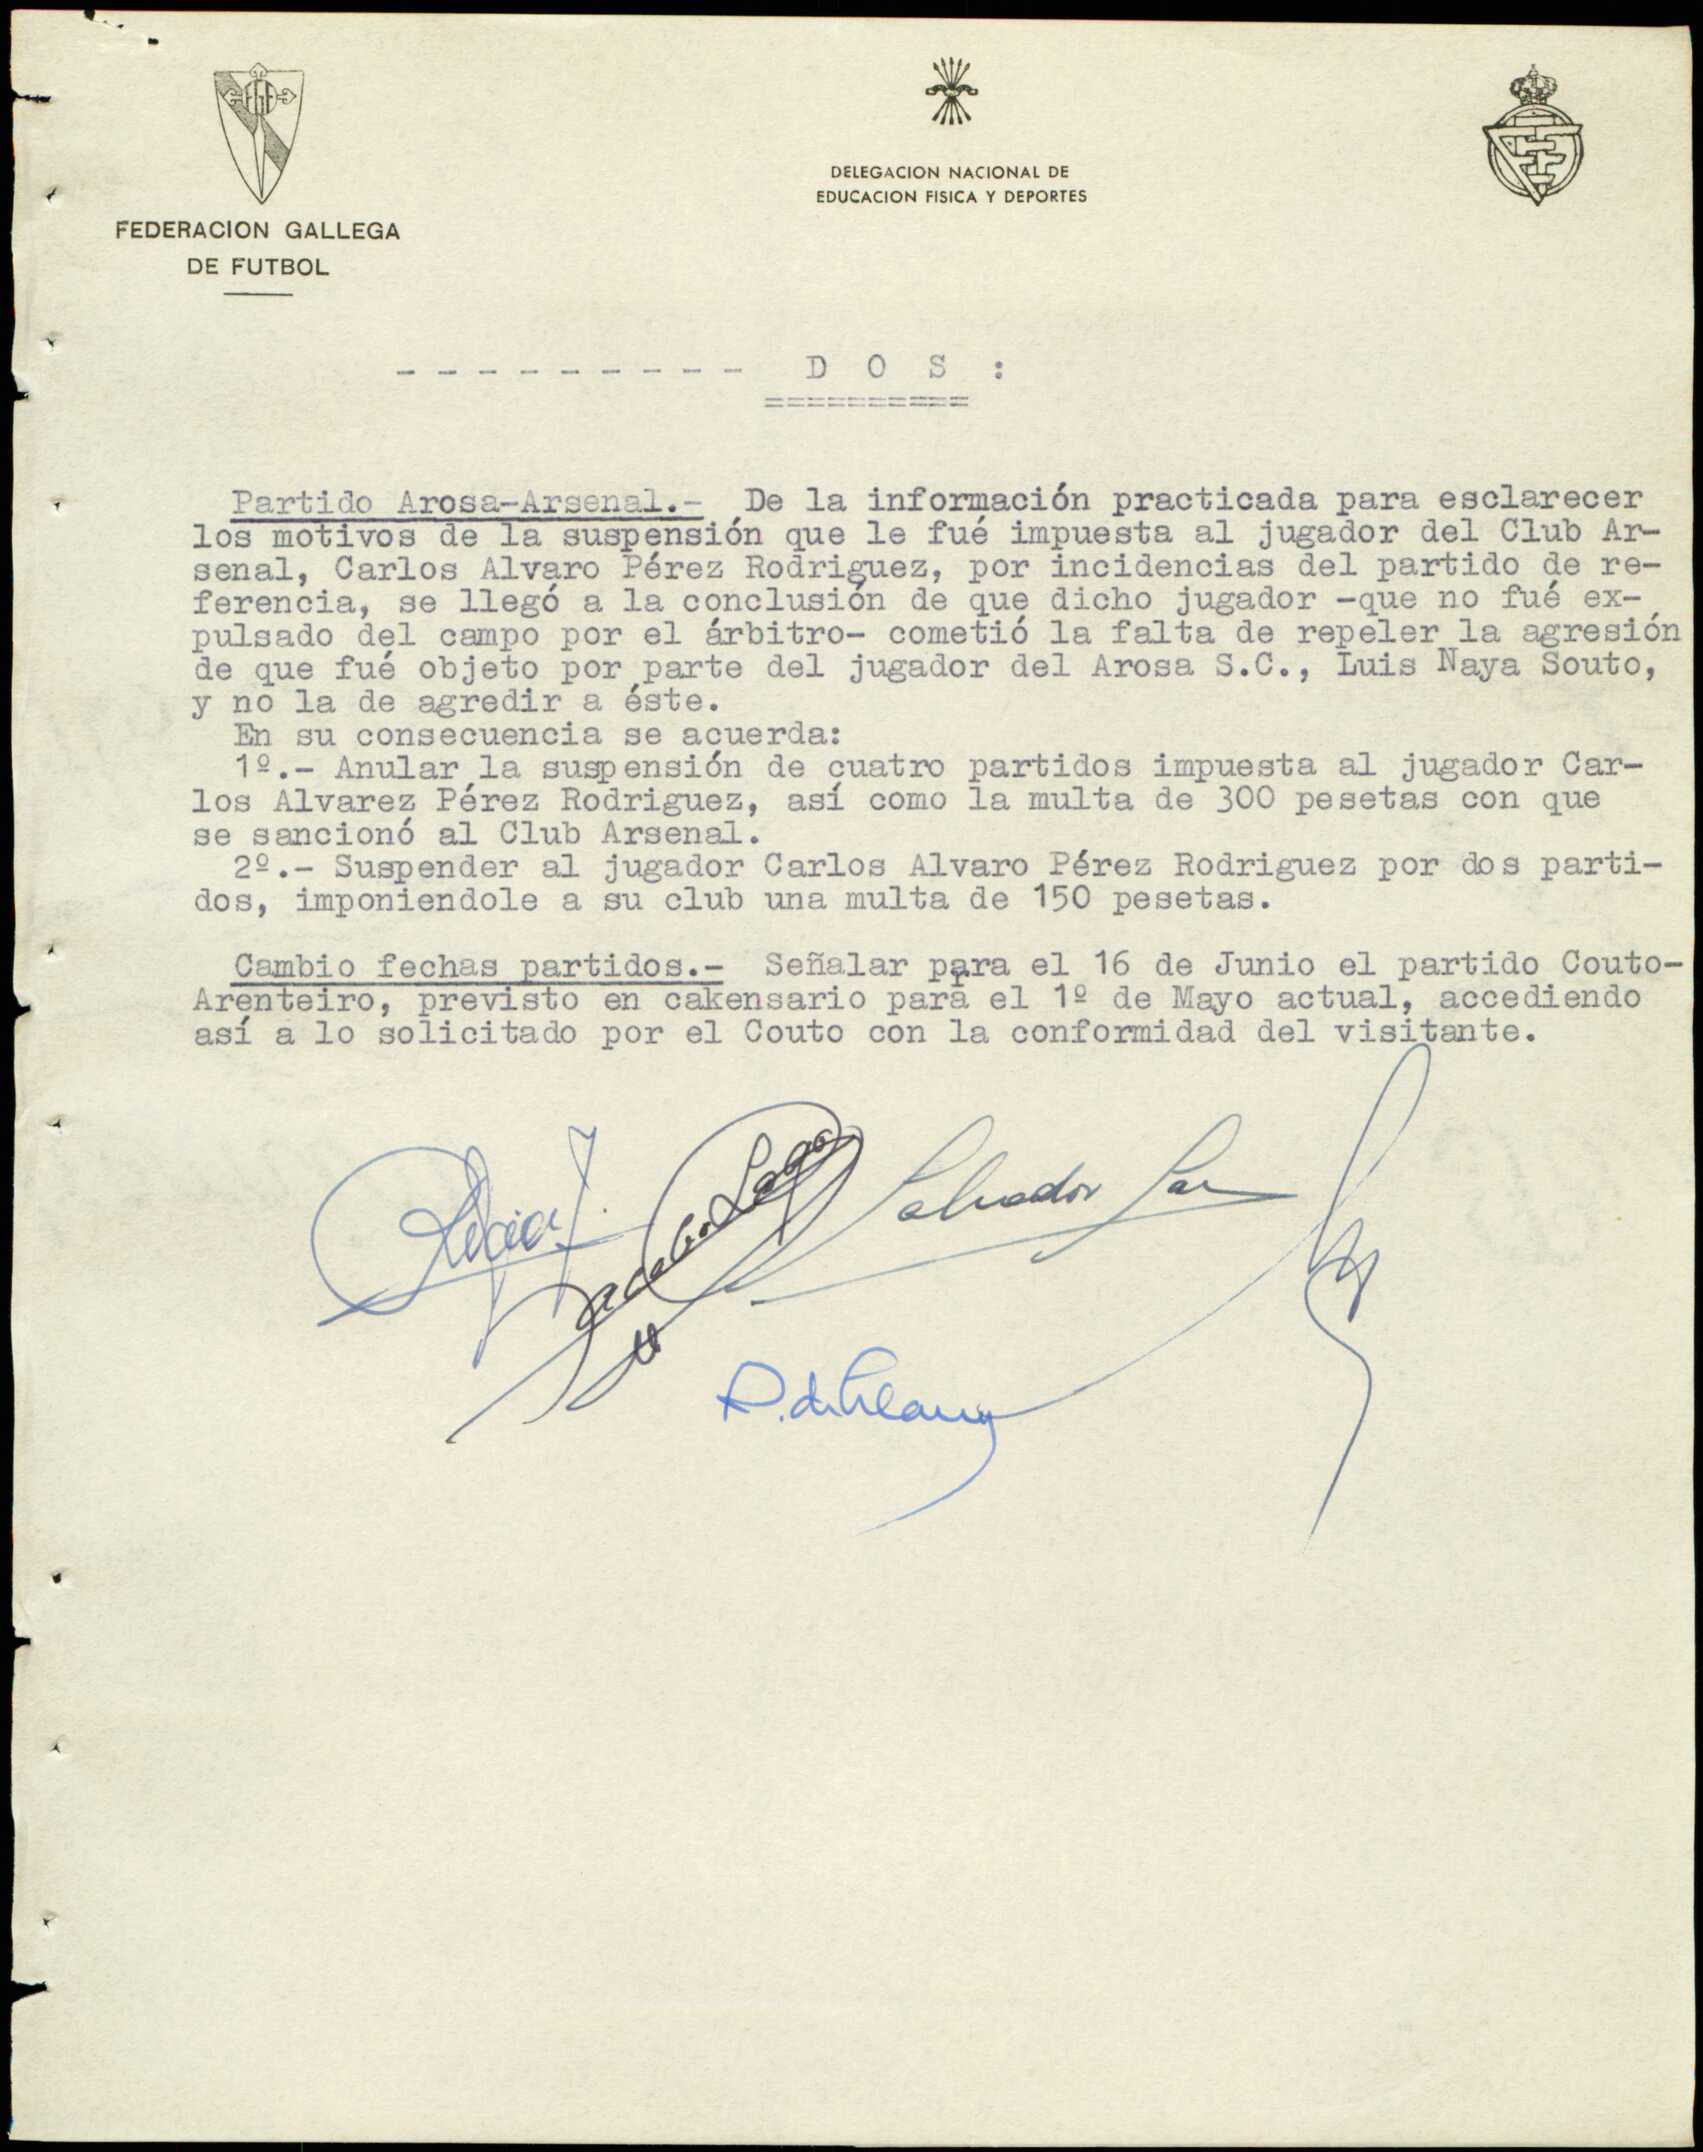 FEDERACION GALLEGA
DE FUTBOL
DELEGACION NACIONAL DE
EDUCACION FISICA Y DEPORTES
- - - - - - - - - D O S :
==========
Partido Arosa-Arsenal.- De la información practicada para esclarecer
los motivos de la suspensión que le fué impuesta al jugador del Club Ar-
senal, Carlos Alvaro Pérez Rodriguez, por incidencias del partido de re-
ferencia, se llegó a la conclusión de que dicho jugador -que no fué ex-
pulsado del campo por el árbitro- cometió la falta de repeler la agresión
de que fué objeto por parte del jugador del Arosa S.C., Luis Naya Souto,
y no la de agredir a éste.
En su consecuencia se acuerda:
1º.- Anular la suspensión de cuatro partidos impuesta al jugador Car-
los Alvarez Pérez Rodriguez, así como la multa de 300 pesetas con que
se sancionó al Club Arsenal.
2º.- Suspender al jugador Carlos Alvaro Pérez Rodriguez por dos parti-
dos, imponiendole a su club una multa de 150 pesetas.
Cambio fechas partidos.- Señalar para el 16 de Junio el partido Couto-
Arenteiro, previsto en cakensario para el 1º de Mayo actual, accediendo
así a lo solicitado por el Couto con la conformidad del visitante.
Salvador